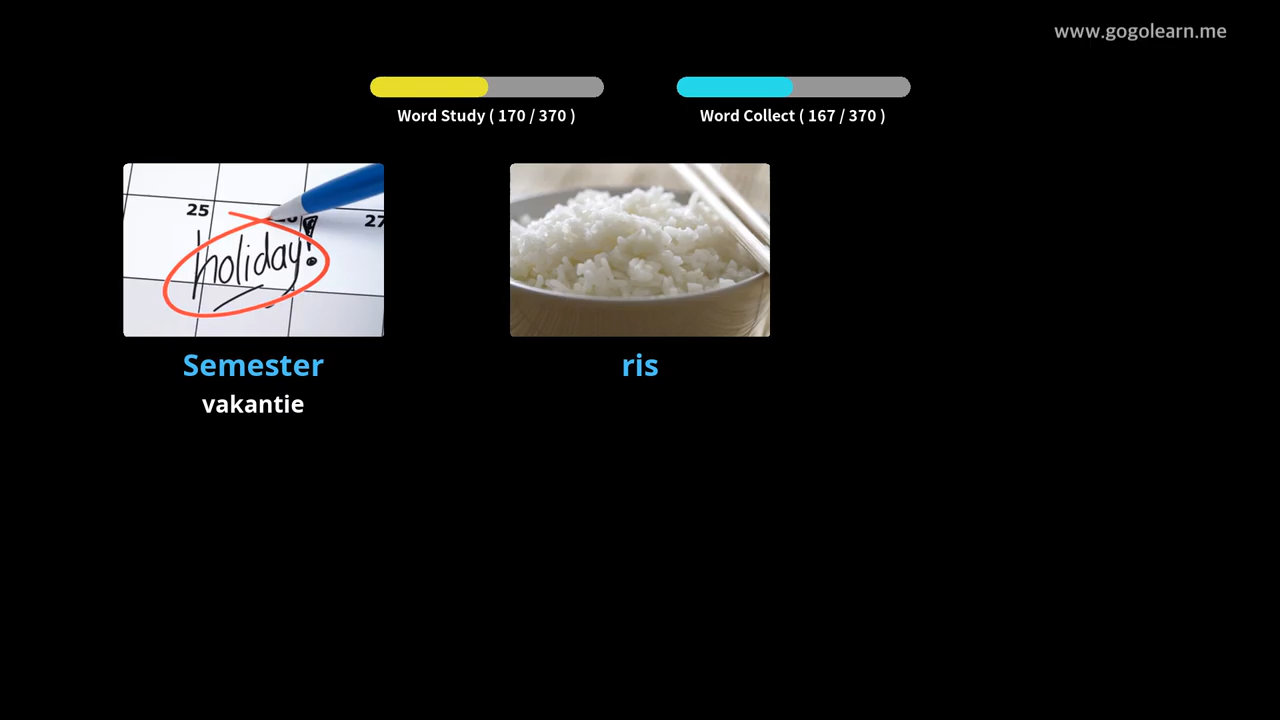 www.gogolearn.me
Word Study ( 170 / 370 )
Word Collect ( 167 / 370 )
25
27
holiday!
Semester
vakantie
ris